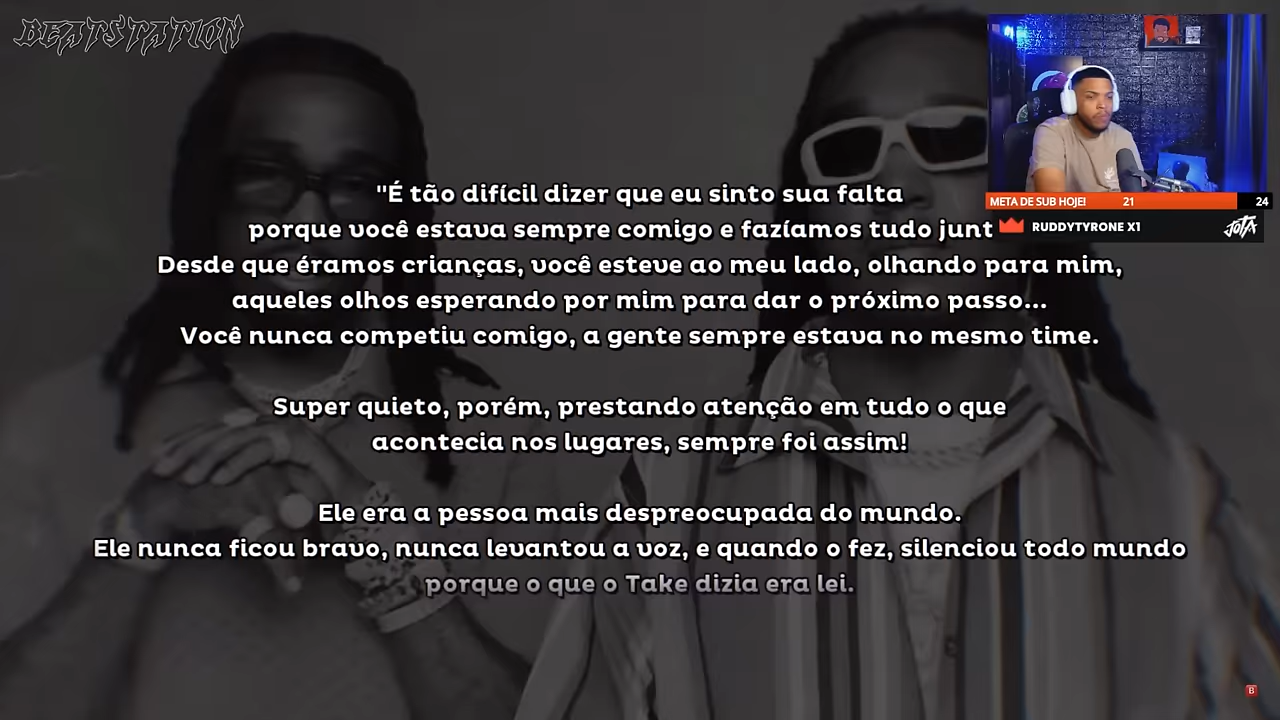 BEATSTATION
"É tão difícil dizer que eu sinto sua falta
porque você estava sempre comigo e fazíamos tudo junt
Desde que éramos crianças, você esteve ao meu lado, olhando para mim,
aqueles olhos esperando por mim para dar o próximo passo...
Você nunca competiu comigo, a gente sempre estava no mesmo time.
Super quieto, porém, prestando atenção em tudo o que
acontecia nos lugares, sempre foi assim!
Ele era a pessoa mais despreocupada do mundo.
Ele nunca ficou bravo, nunca levantou a voz, e quando o fez, silenciou todo mundo
porque o que o Take dizia era lei.
META DE SUB HOJE! 21 24
RUDDYTYRONE X1
JOTA
B